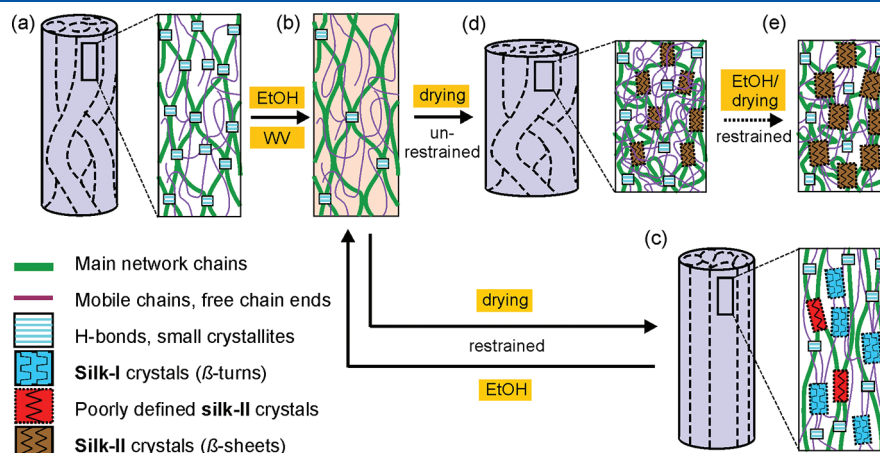 (a)
(b)
(d)
(e)
EtOH
WV
drying
un-
restrained
EtOH/
drying
restrained
(c)
Main network chains
Mobile chains, free chain ends
H-bonds, small crystallites
Silk-I crystals (ß-turns)
Poorly defined silk-II crystals
Silk-II crystals (ß-sheets)
drying
restrained
EtOH